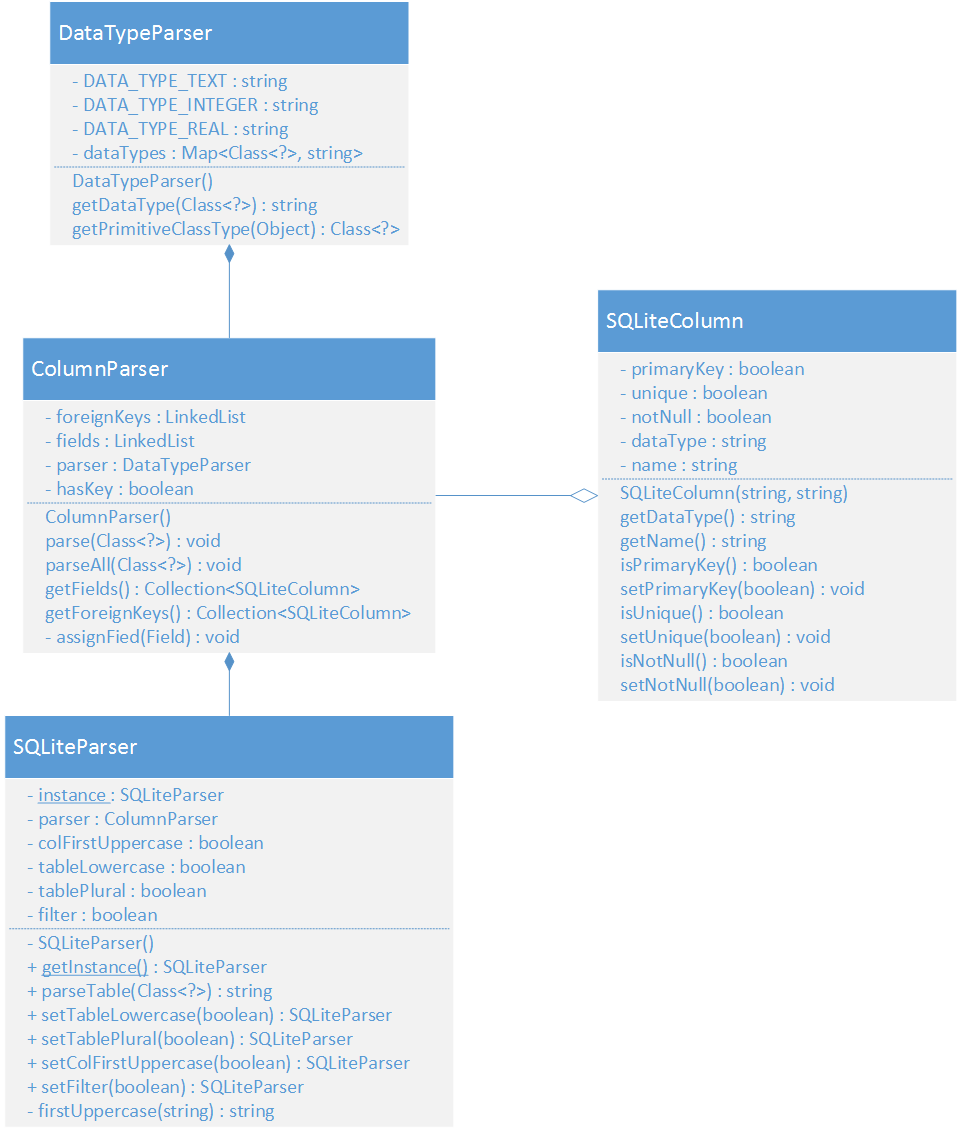 DataTypeParser
- DATA_TYPE_TEXT : string
- DATA_TYPE_INTEGER : string
- DATA_TYPE_REAL : string
- dataTypes : Map<Class<?>, string>
DataTypeParser()
getDataType(Class<?>) : string
getPrimitiveClassType(Object) : Class<?>
ColumnParser
- foreignKeys : LinkedList
- fields : LinkedList
- parser : DataTypeParser
- hasKey : boolean
ColumnParser()
parse(Class<?>) : void
parseAll(Class<?>) : void
getFields() : Collection<SQLiteColumn>
getForeignKeys() : Collection<SQLiteColumn>
- assignFied(Field) : void
SQLiteColumn
- primaryKey : boolean
- unique : boolean
- notNull : boolean
- dataType : string
- name : string
SQLiteColumn(string, string)
getDataType() : string
getName() : string
isPrimaryKey() : boolean
setPrimaryKey(boolean) : void
isUnique() : boolean
setUnique(boolean) : void
isNotNull() : boolean
setNotNull(boolean) : void
SQLiteParser
- instance : SQLiteParser
- parser : ColumnParser
- colFirstUppercase : boolean
- tableLowercase : boolean
- tablePlural : boolean
- filter : boolean
- SQLiteParser()
+ getInstance() : SQLiteParser
+ parseTable(Class<?>) : string
+ setTableLowercase(boolean) : SQLiteParser
+ setTablePlural(boolean) : SQLiteParser
+ setColFirstUppercase(boolean) : SQLiteParser
+ setFilter(boolean) : SQLiteParser
- firstUppercase(string) : string